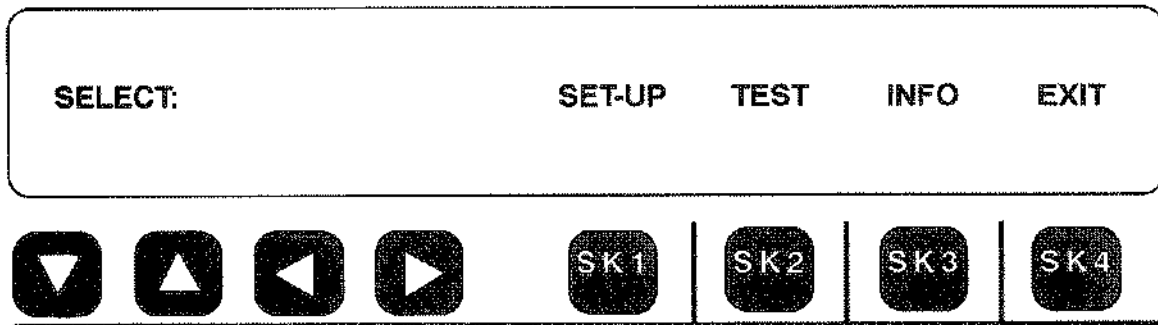 SELECT: SET-UP TEST INFO EXIT
SK1 SK2 SK3 SK4